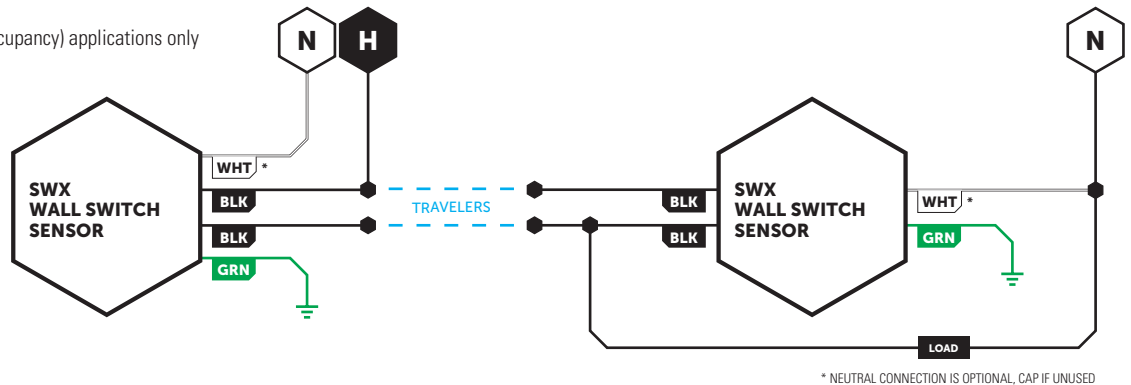 cupancy) applications only
N
H
N
SWX
WALL SWITCH
SENSOR
WHT *
BLK
BLK
GRN
TRAVELERS
BLK
BLK
SWX
WALL SWITCH
SENSOR
WHT *
GRN
LOAD
* NEUTRAL CONNECTION IS OPTIONAL, CAP IF UNUSED